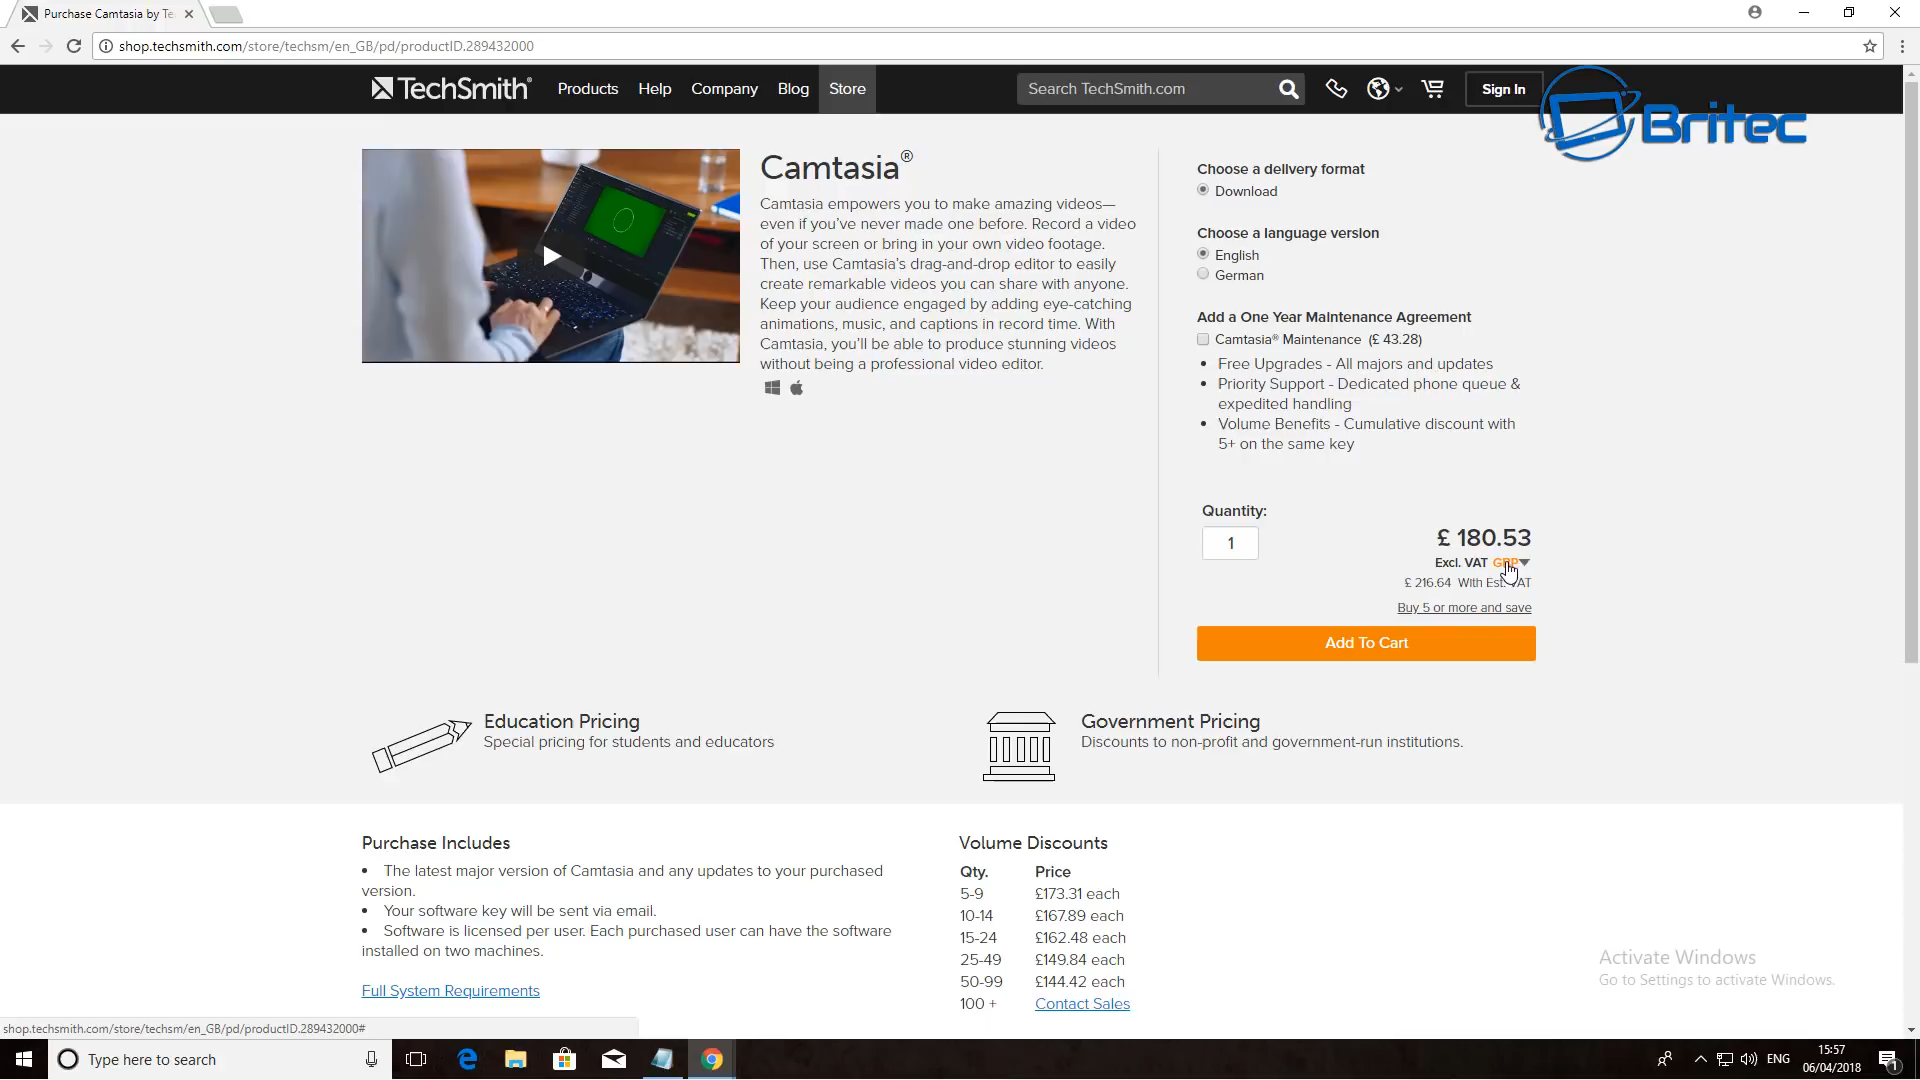 Purchase Camtasia by Te
shop.techsmith.com/store/techsm/en_GB/pd/productID.289432000
TechSmith®
Products
Help
Company
Blog
Store
Search TechSmith.com
Sign In
Britec
Camtasia®
Camtasia empowers you to make amazing videos—
even if you've never made one before. Record a video
of your screen or bring in your own video footage.
Then, use Camtasia's drag-and-drop editor to easily
create remarkable videos you can share with anyone.
Keep your audience engaged by adding eye-catching
animations, music, and captions in record time. With
Camtasia, you'll be able to produce stunning videos
without being a professional video editor.
Choose a delivery format
Download
Choose a language version
English
German
Add a One Year Maintenance Agreement
Camtasia® Maintenance (£ 43.28)
• Free Upgrades - All majors and updates
• Priority Support - Dedicated phone queue &
expedited handling
• Volume Benefits - Cumulative discount with
5+ on the same key
Quantity:
1
£ 180.53
Excl. VAT GBP
£ 216.64 With Est. VAT
Buy 5 or more and save
Add To Cart
Education Pricing
Special pricing for students and educators
Government Pricing
Discounts to non-profit and government-run institutions.
Purchase Includes
• The latest major version of Camtasia and any updates to your purchased
version.
• Your software key will be sent via email.
• Software is licensed per user. Each purchased user can have the software
installed on two machines.
Full System Requirements
Volume Discounts
Qty. Price
5-9 £173.31 each
10-14 £167.89 each
15-24 £162.48 each
25-49 £149.84 each
50-99 £144.42 each
100 + Contact Sales
Activate Windows
Go to Settings to activate Windows.
shop.techsmith.com/store/techsm/en_GB/pd/productID.289432000#
Type here to search
ENG
15:57
06/04/2018
1